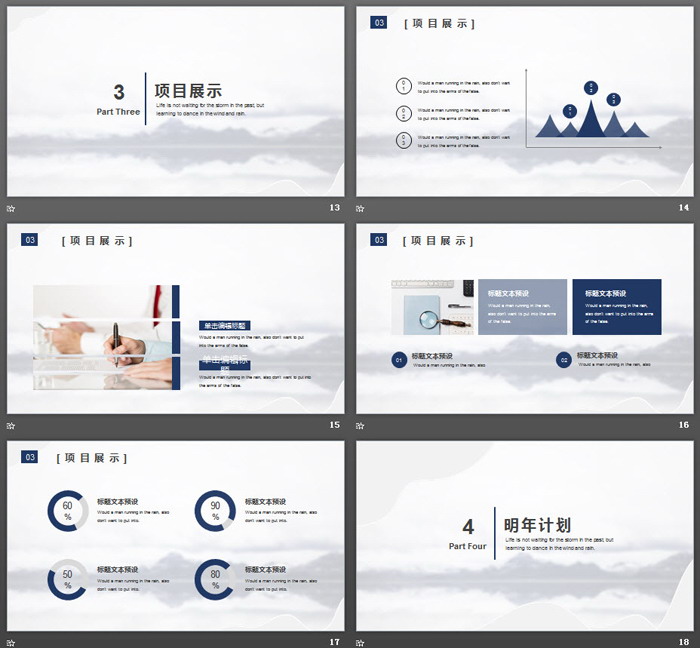 3
Part Three
项目展示
Life is not waiting for the storm in the past, but
learning to dance in the wind and rain.
13
03
[ 项 目 展 示 ]
01
Would a man running in the rain, also don't want
to put into the arms of the false.
02
Would a man running in the rain, also don't want
to put into the arms of the false.
03
Would a man running in the rain, also don't want
to put into the arms of the false.
14
03
[ 项 目 展 示 ]
单击编辑标题
Would a man running in the rain, also don't want to put
into the arms of the false.
单击编辑标
题
Would a man running in the rain, also don't want to put into
the arms of the false.
15
03
[ 项 目 展 示 ]
标题文本预设
Would a man running in the rain,
also don't want to put into the arms
of the false.
标题文本预设
Would a man running in the rain,
also don't want to put into the arms
of the false.
01
标题文本预设
Would a man running in the rain, also
02
标题文本预设
Would a man running in the rain, also
16
03
[ 项 目 展 示 ]
60
%
标题文本预设
Would a man running in the rain, also
don't want to put into.
90
%
标题文本预设
Would a man running in the rain, also
don't want to put into.
50
%
标题文本预设
Would a man running in the rain, also
don't want to put into.
80
%
标题文本预设
Would a man running in the rain, also
don't want to put into.
17
4
Part Four
明年计划
Life is not waiting for the storm in the past, but
learning to dance in the wind and rain.
18